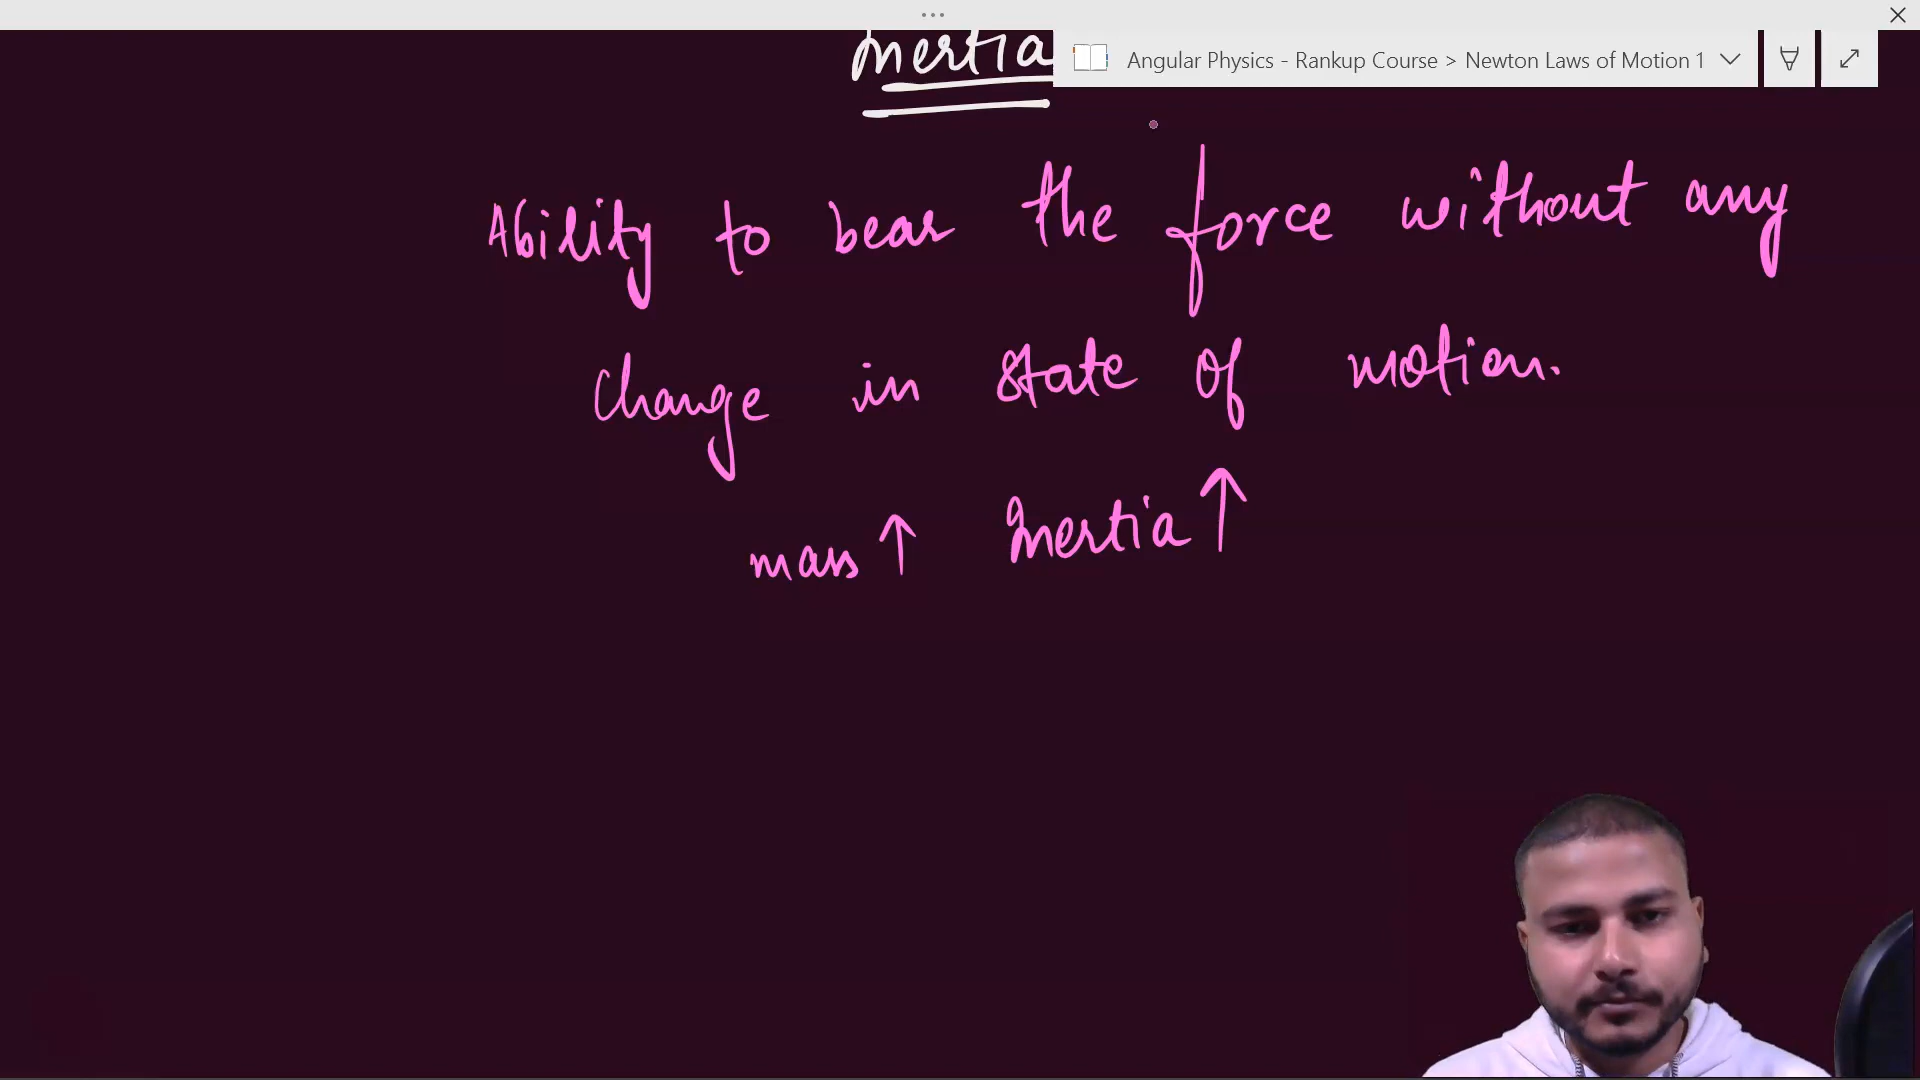 Inertia
Angular Physics - Rankup Course > Newton Laws of Motion 1
Ability to bear the force without any
change in state of motion.
mass ↑ Inertia ↑